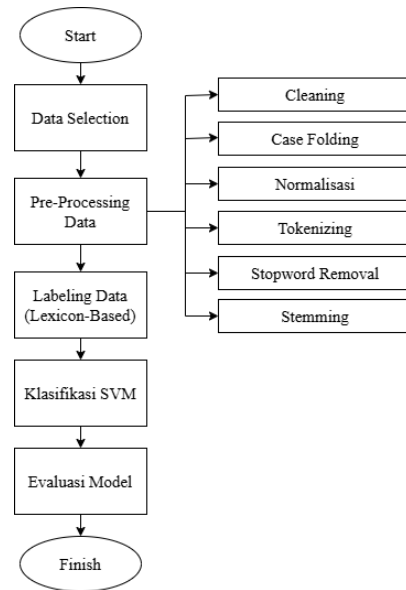 Start
Data Selection
Pre-Processing
Data
Labeling Data
(Lexicon-Based)
Klasifikasi SVM
Evaluasi Model
Finish
Cleaning
Case Folding
Normalisasi
Tokenizing
Stopword Removal
Stemming